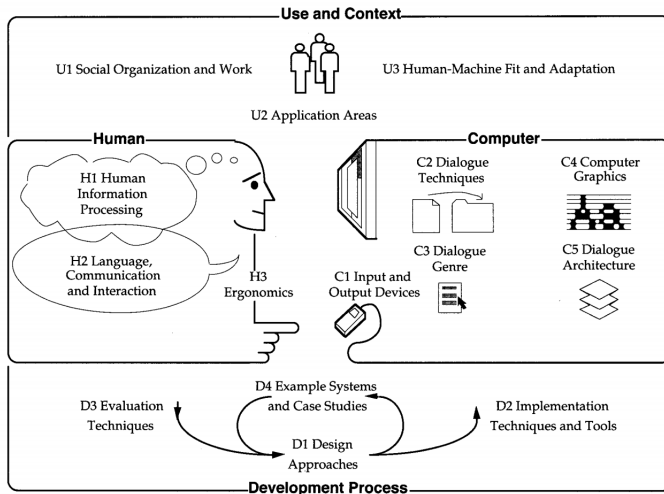 Use and Context
U1 Social Organization and Work
U3 Human-Machine Fit and Adaptation
U2 Application Areas
Human
Computer
H1 Human
Information
Processing
H2 Language,
Communication
and Interaction
H3
Ergonomics
C2 Dialogue
Techniques
C4 Computer
Graphics
C3 Dialogue
Genre
C5 Dialogue
Architecture
C1 Input and
Output Devices
D4 Example Systems
and Case Studies
D3 Evaluation
Techniques
D2 Implementation
Techniques and Tools
D1 Design
Approaches
Development Process